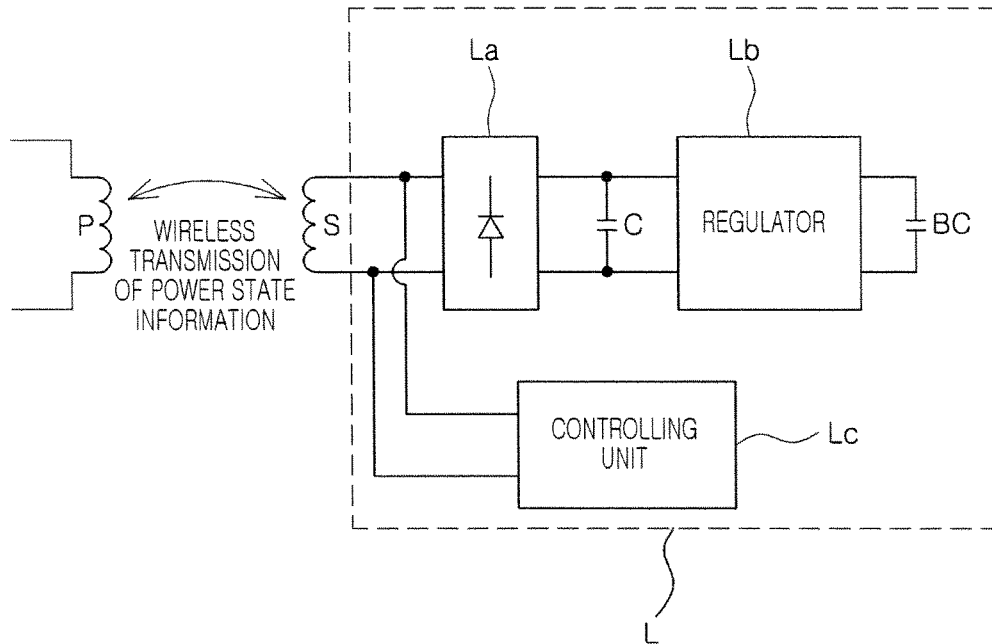 La
Lb
P
S
WIRELESS
TRANSMISSION
OF POWER STATE
INFORMATION
C
REGULATOR
BC
CONTROLLING
UNIT
Lc
L